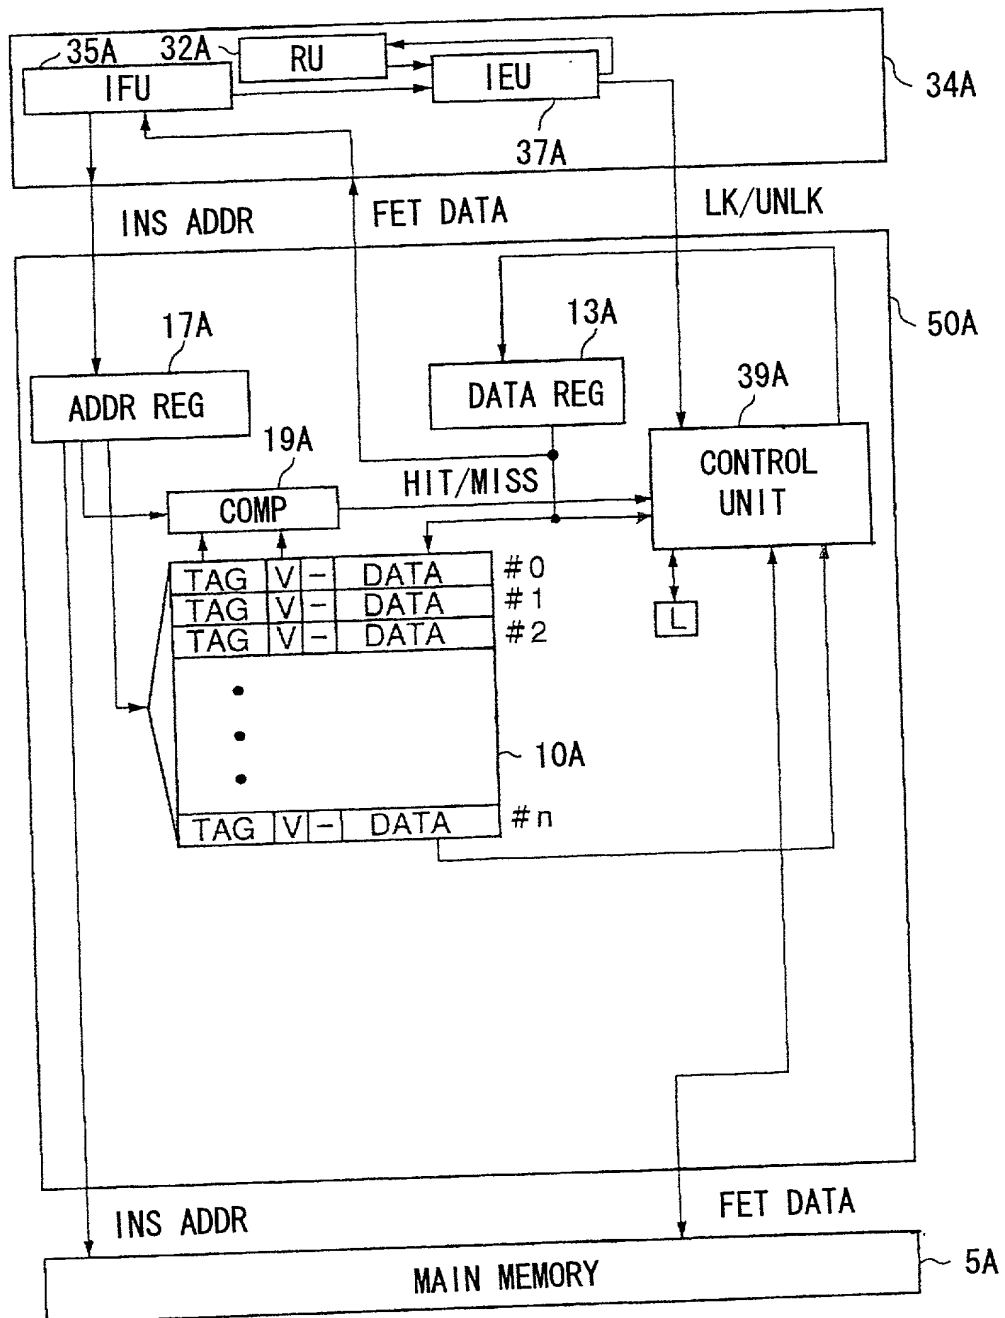 35A
32A
RU
IFU
IEU
34A
37A
INS ADDR
FET DATA
LK/UNLK
50A
17A
13A
39A
ADDR REG
DATA REG
19A
CONTROL
UNIT
HIT/MISS
COMP
TAG V - DATA #0
TAG V - DATA #1
TAG V - DATA #2
L
10A
TAG V - DATA #n
INS ADDR
FET DATA
MAIN MEMORY
5A